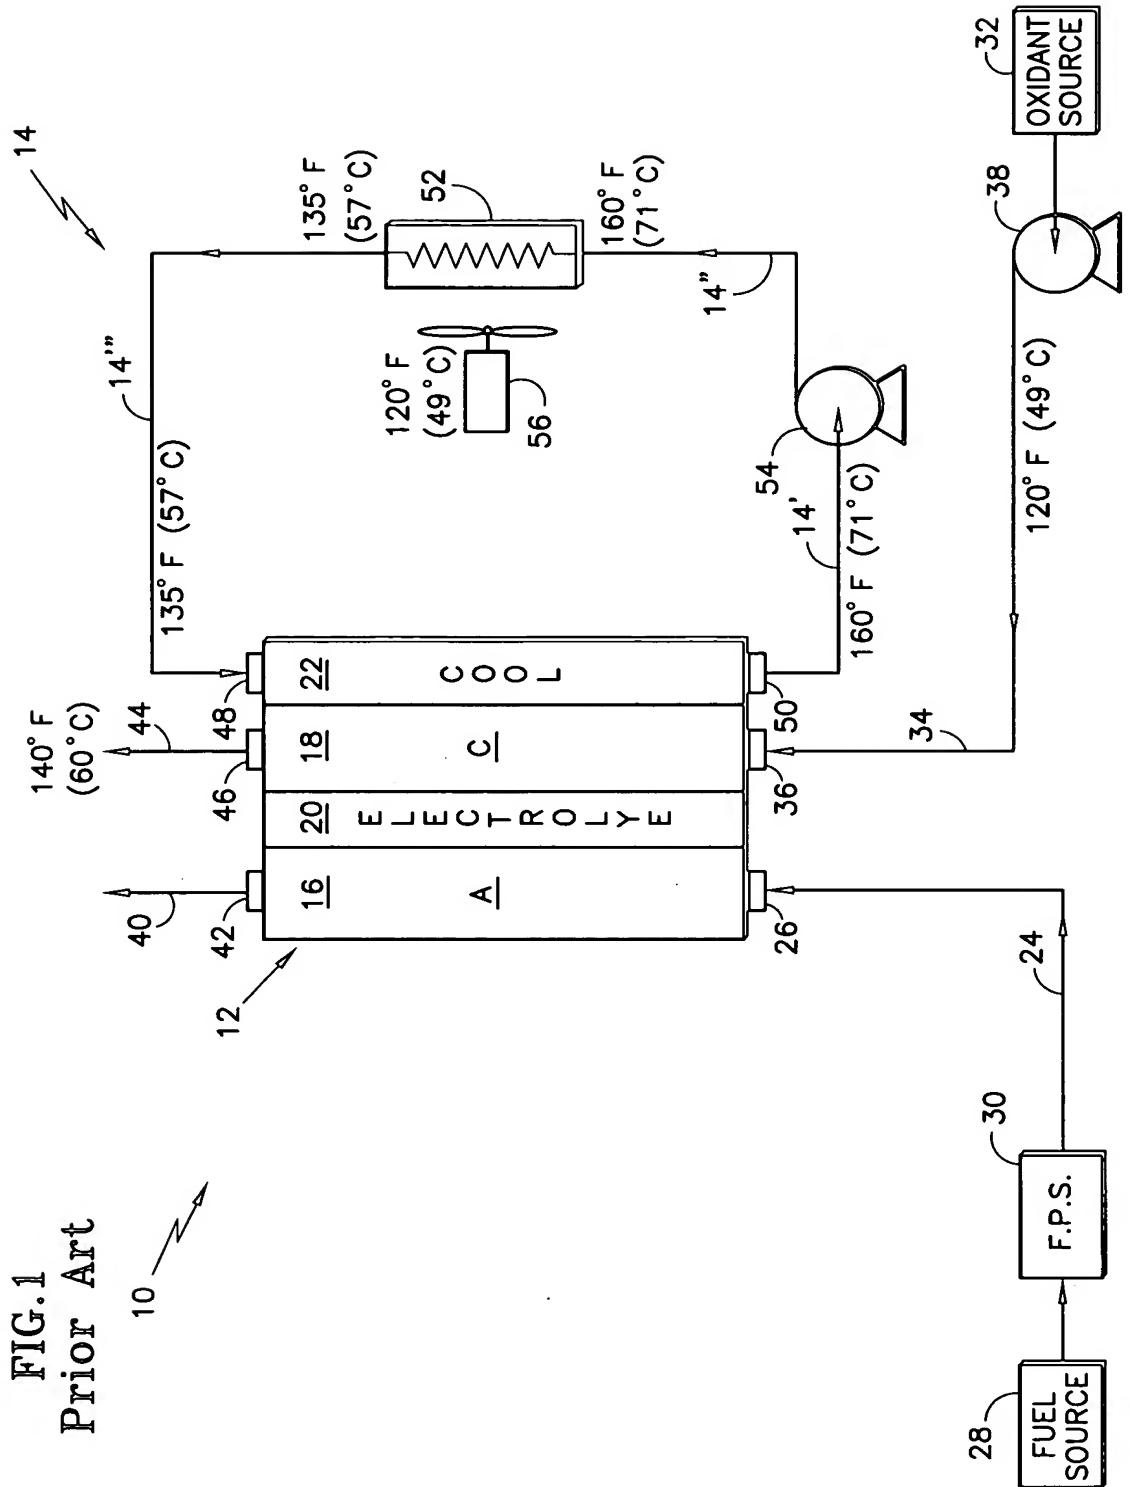 FIG.1
Prior Art
10
12
14
140° F
(60° C)
40
44
42
46
48
135° F (57° C)
14'''
16
20
18
22
A
ELECTROLYE
C
COOL
26
36
50
135° F
(57° C)
52
120° F
(49° C)
56
160° F
(71° C)
14"
54
14'
160° F (71° C)
34
24
120° F (49° C)
38
32
OXIDANT
SOURCE
30
F.P.S.
28
FUEL
SOURCE